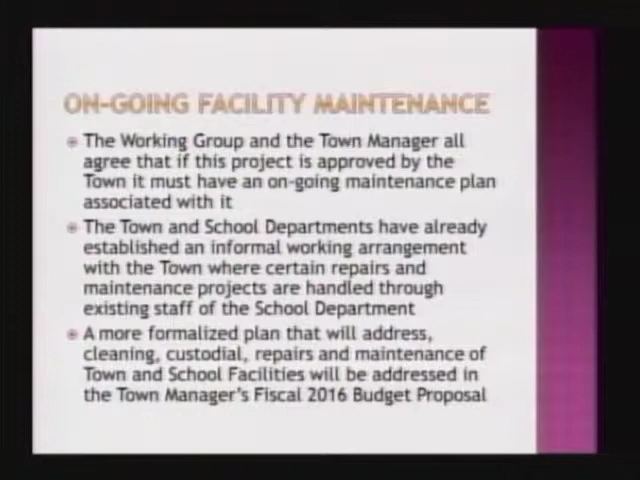 ON-GOING FACILITY MAINTENANCE
The Working Group and the Town Manager all
agree that if this project is approved by the
Town it must have an on-going maintenance plan
associated with it
The Town and School Departments have already
established an informal working arrangement
with the Town where certain repairs and
maintenance projects are handled through
existing staff of the School Department
A more formalized plan that will address,
cleaning, custodial, repairs and maintenance of
Town and School Facilities will be addressed in
the Town Manager's Fiscal 2016 Budget Proposal